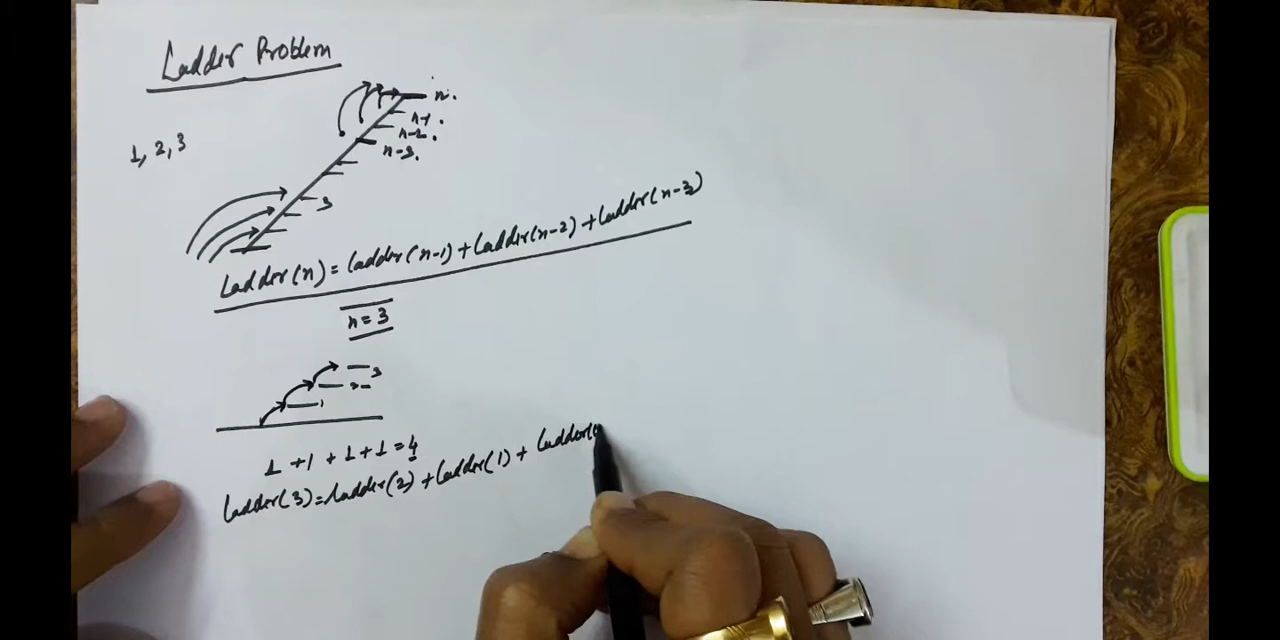 Ladder Problem
n.
n-1.
n-2.
n-3.
1, 2, 3
3
Ladder(n) = Ladder(n-1) + Ladder(n-2) + Ladder(n-3)
n = 3
3
2
1
1 + 1 + 1 + 1 = 4
Ladder(3) = Ladder(2) + Ladder(1) + Ladder(